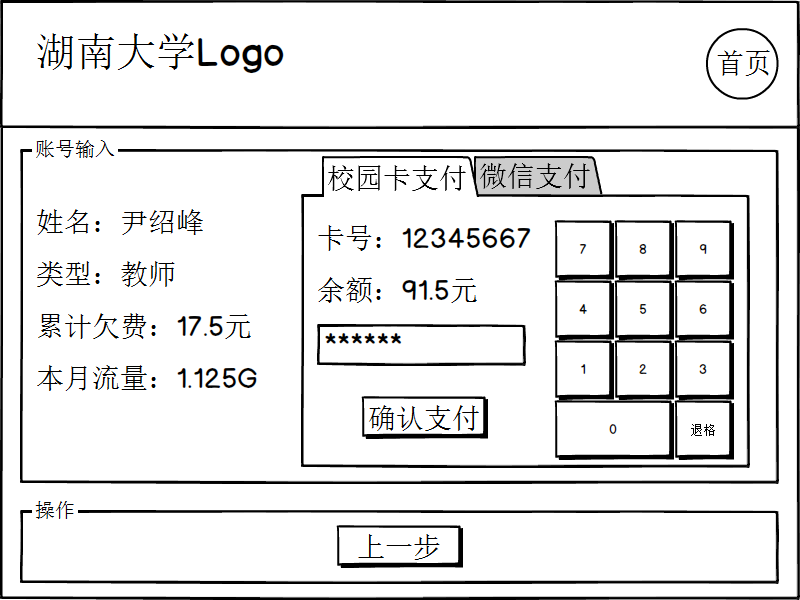 湖南大学Logo
首页
账号输入
姓名：尹绍峰
类型：教师
累计欠费：17.5元
本月流量：1.125G
校园卡支付
微信支付
卡号：12345667
余额：91.5元
******
确认支付
7 8 9
4 5 6
1 2 3
0 退格
操作
上一步